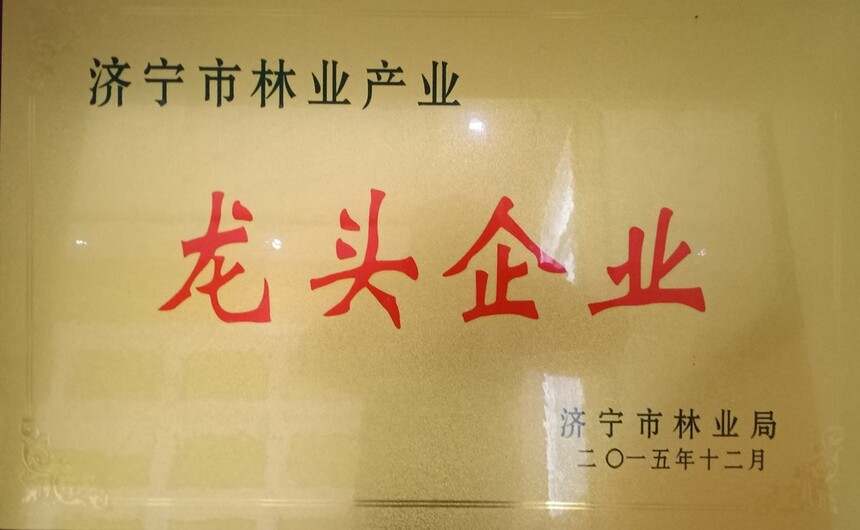 济宁市林业产业
龙头企业
济宁市林业局
二〇一五年十二月